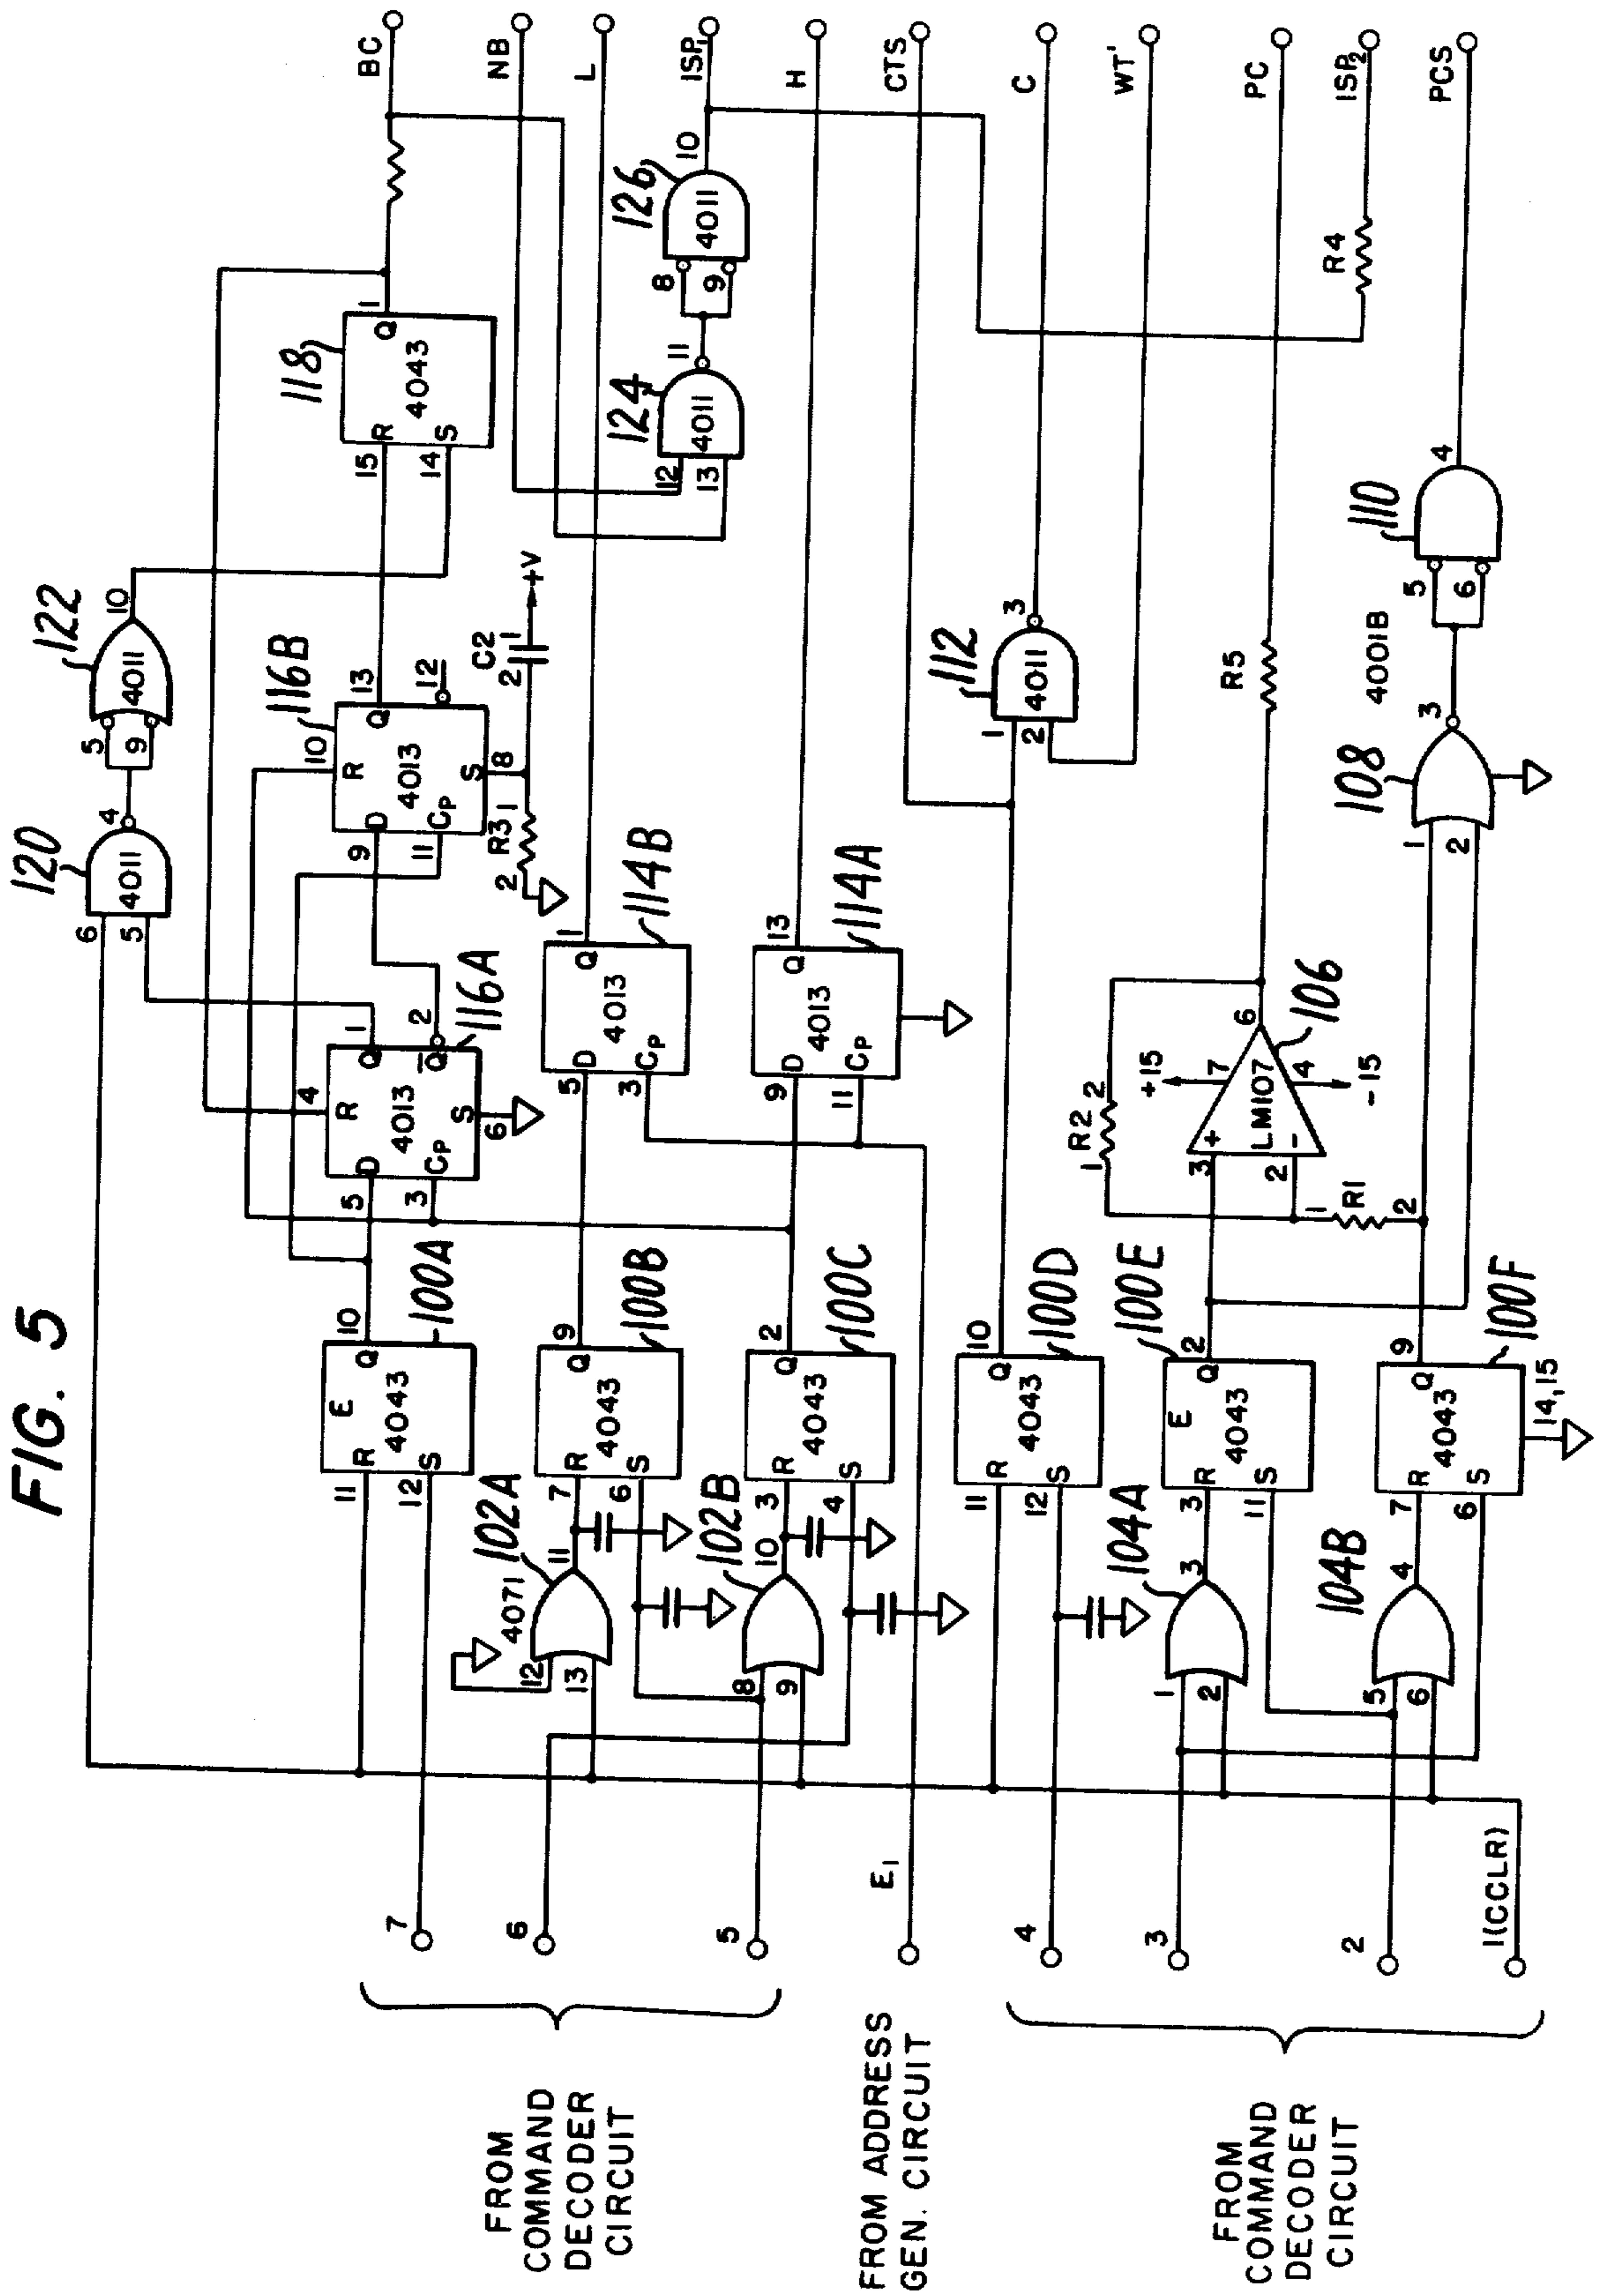 FIG. 5
BC
NB
L
ISP1
H
CTS
C
WT'
PC
ISP2
PCS
120
6
5
4011
4
122
5
9
4011
10
118
15
R
14
S
4043
Q
1
116B
10
R
9
D
11
CP
4013
Q
13
12
S
8
R3
2
1
C2
2
1
+V
116A
4
R
5
D
3
CP
4013
Q
1
Q
2
S
6
124
12
13
4011
11
126
8
9
4011
10
100A
11
R
12
S
E
4043
Q
10
114B
5
D
3
CP
4013
Q
1
100B
7
R
6
S
4043
Q
9
102A
4071
12
13
11
114A
9
D
11
CP
4013
Q
13
100C
3
R
4
S
4043
Q
2
102B
8
9
10
112
1
2
4011
3
100D
11
R
12
S
4043
Q
10
106
+15
7
3
+
LM107
2
-
4
-15
6
R2
1
2
R1
1
2
R5
R4
100E
3
R
11
S
E
4043
Q
2
104A
1
2
3
108
1
2
3
4001B
110
5
6
4
100F
7
R
6
S
4043
Q
9
14,15
104B
5
6
4
7
6
5
E1
4
3
2
1(CCLR)
FROM
COMMAND
DECODER
CIRCUIT
FROM ADDRESS
GEN. CIRCUIT
FROM
COMMAND
DECODER
CIRCUIT